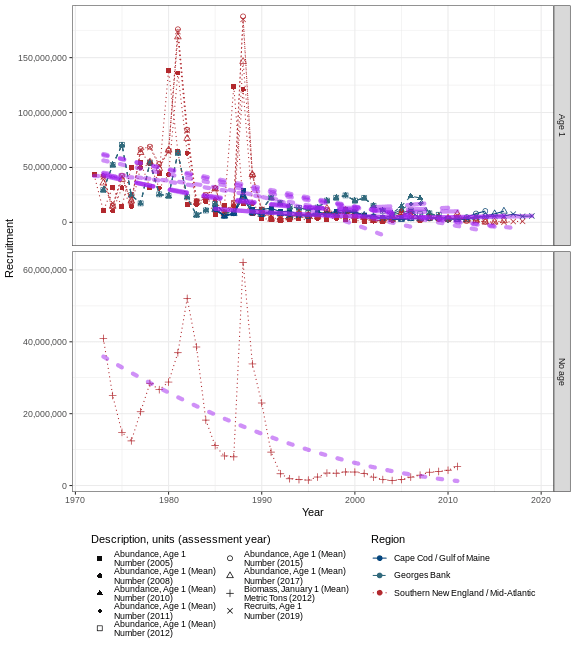 150,000,000
100,000,000
50,000,000
0
Age 1
Recruitment
60,000,000
40,000,000
20,000,000
0
No age
1970
1980
1990
2000
2010
2020
Year
Description, units (assessment year)
Abundance, Age 1
Number (2005)
Abundance, Age 1 (Mean)
Number (2008)
Abundance, Age 1 (Mean)
Number (2010)
Abundance, Age 1 (Mean)
Number (2011)
Abundance, Age 1 (Mean)
Number (2012)
Abundance, Age 1 (Mean)
Number (2015)
Abundance, Age 1 (Mean)
Number (2017)
Biomass, January 1 (Mean)
Metric Tons (2012)
Recruits, Age 1
Number (2019)
Region
Cape Cod / Gulf of Maine
Georges Bank
Southern New England / Mid-Atlantic